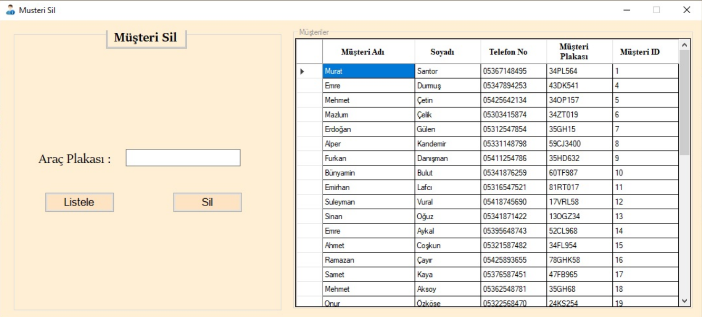 Musteri Sil
Müşteri Sil
Araç Plakası :
Listele Sil
Müşteriler
Müşteri Adı Soyadı Telefon No Müşteri Plakası Müşteri ID
Murat Santor 05367148495 34PL564 1
Emre Durmuş 05347894253 43DK541 4
Mehmet Çetin 05425642134 34OP157 5
Mazlum Çelik 05303415874 34ZT019 6
Erdoğan Gülen 05312547854 35GH15 7
Alper Kandemir 05331148798 59CJ3400 8
Furkan Danışman 05411254786 35HD632 9
Bünyamin Bulut 05341876259 60TF987 10
Emirhan Lafcı 05316547521 81RT017 11
Suleyman Vural 05418745690 17VRL58 12
Sinan Oğuz 05341871422 13OGZ34 13
Emre Aykal 05395648743 52CL968 14
Ahmet Coşkun 05321587482 34FL954 15
Ramazan Çayır 05425893655 78GHK58 16
Samet Kaya 05376587451 47FB965 17
Mehmet Aksoy 05362548781 35GH68 18
Onur Özköse 05322568470 24KS254 19